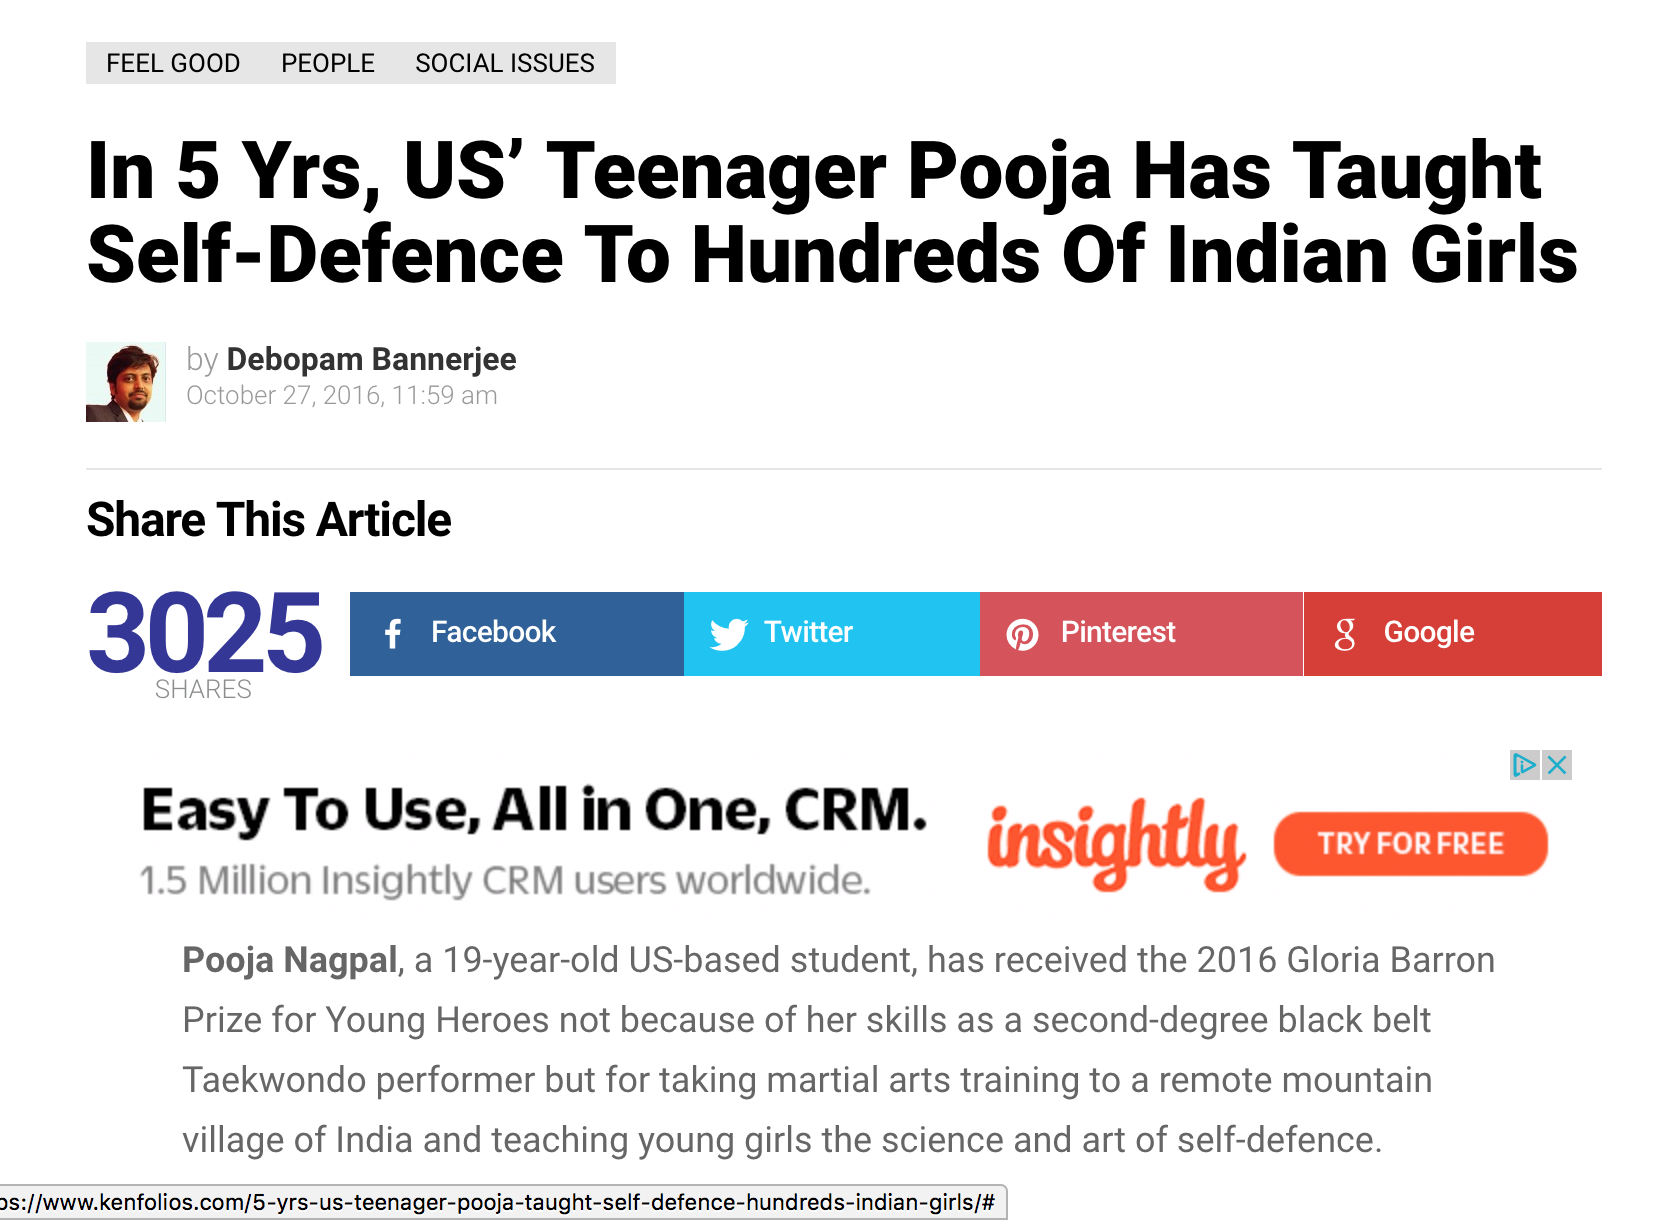 FEEL GOOD PEOPLE SOCIAL ISSUES
In 5 Yrs, US’ Teenager Pooja Has Taught
Self-Defence To Hundreds Of Indian Girls
by Debopam Bannerjee
October 27, 2016, 11:59 am
Share This Article
3025
SHARES
Facebook Twitter Pinterest Google
Easy To Use, All in One, CRM.
1.5 Million Insightly CRM users worldwide.
insightly
TRY FOR FREE
Pooja Nagpal, a 19-year-old US-based student, has received the 2016 Gloria Barron
Prize for Young Heroes not because of her skills as a second-degree black belt
Taekwondo performer but for taking martial arts training to a remote mountain
village of India and teaching young girls the science and art of self-defence.
ps://www.kenfolios.com/5-yrs-us-teenager-pooja-taught-self-defence-hundreds-indian-girls/#